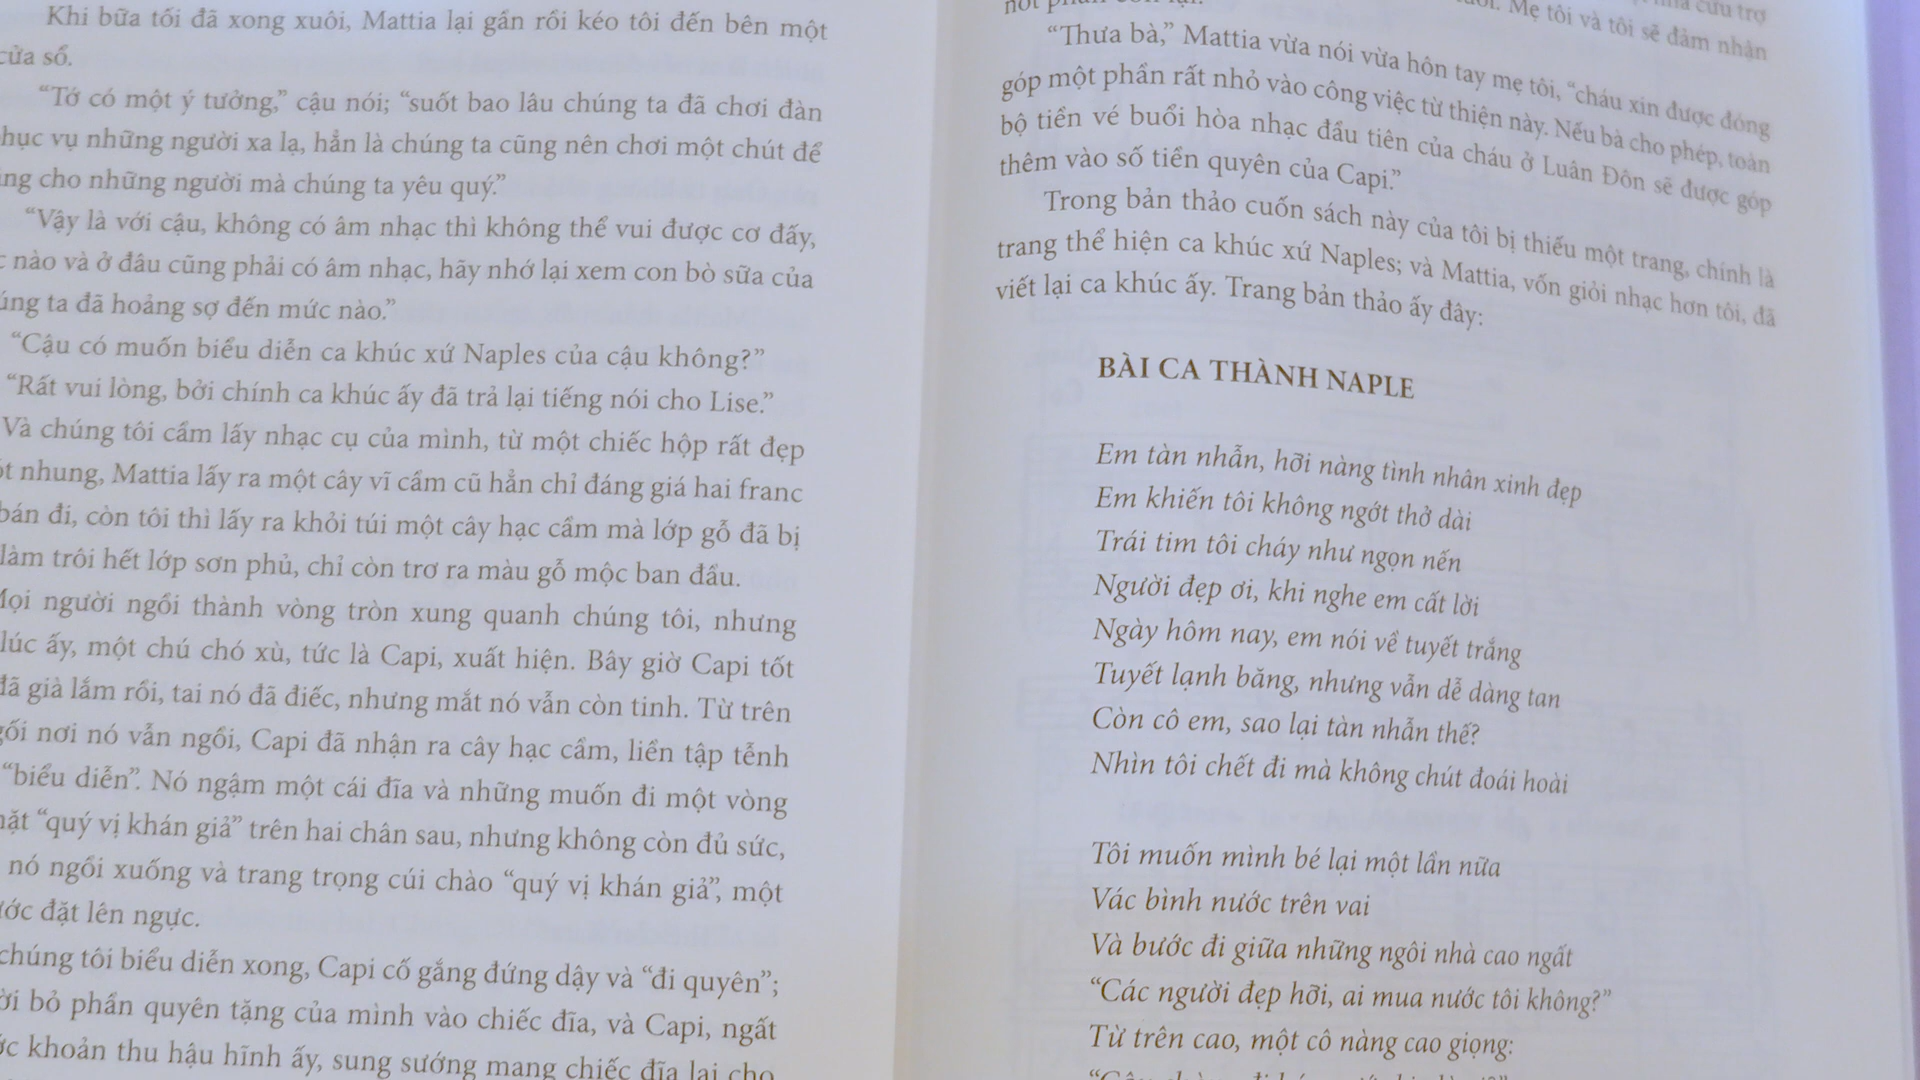 Khi bữa tối đã xong xuôi, Mattia lại gần rồi kéo tôi đến bên một
cửa sổ.
“Tớ có một ý tưởng,” cậu nói; “suốt bao lâu chúng ta đã chơi đàn
hục vụ những người xa lạ, hẳn là chúng ta cũng nên chơi một chút để
ng cho những người mà chúng ta yêu quý.”
“Vậy là với cậu, không có âm nhạc thì không thể vui được cơ đấy,
nào và ở đâu cũng phải có âm nhạc, hãy nhớ lại xem con bò sữa của
úng ta đã hoảng sợ đến mức nào.”
“Cậu có muốn biểu diễn ca khúc xứ Naples của cậu không?”
“Rất vui lòng, bởi chính ca khúc ấy đã trả lại tiếng nói cho Lise.”
Và chúng tôi cầm lấy nhạc cụ của mình, từ một chiếc hộp rất đẹp
ót nhung, Mattia lấy ra một cây vĩ cầm cũ hẳn chỉ đáng giá hai franc
bán đi, còn tôi thì lấy ra khỏi túi một cây hạc cầm mà lớp gỗ đã bị
làm trôi hết lớp sơn phủ, chỉ còn trơ ra màu gỗ mộc ban đầu.
Mọi người ngồi thành vòng tròn xung quanh chúng tôi, nhưng
lúc ấy, một chú chó xù, tức là Capi, xuất hiện. Bây giờ Capi tốt
đã già lắm rồi, tai nó đã điếc, nhưng mắt nó vẫn còn tinh. Từ trên
gối nơi nó vẫn ngồi, Capi đã nhận ra cây hạc cầm, liền tập tễnh
“biểu diễn”. Nó ngậm một cái đĩa và những muốn đi một vòng
mặt “quý vị khán giả” trên hai chân sau, nhưng không còn đủ sức,
nó ngồi xuống và trang trọng cúi chào “quý vị khán giả”, một
ước đặt lên ngực.
chúng tôi biểu diễn xong, Capi cố gắng đứng dậy và “đi quyên”;
ời bỏ phần quyên tặng của mình vào chiếc đĩa, và Capi, ngất
ớc khoản thu hậu hĩnh ấy, sung sướng mang chiếc đĩa lại cho
cứu trợ
Mẹ tôi và tôi sẽ đảm nhận
“Thưa bà,” Mattia vừa nói vừa hôn tay mẹ tôi, “cháu xin được đóng
góp một phần rất nhỏ vào công việc từ thiện này. Nếu bà cho phép, toàn
bộ tiền vé buổi hòa nhạc đầu tiên của cháu ở Luân Đôn sẽ được góp
thêm vào số tiền quyên của Capi.”
Trong bản thảo cuốn sách này của tôi bị thiếu một trang, chính là
trang thể hiện ca khúc xứ Naples; và Mattia, vốn giỏi nhạc hơn tôi, đã
viết lại ca khúc ấy. Trang bản thảo ấy đây:
BÀI CA THÀNH NAPLE
Em tàn nhẫn, hỡi nàng tình nhân xinh đẹp
Em khiến tôi không ngớt thở dài
Trái tim tôi cháy như ngọn nến
Người đẹp ơi, khi nghe em cất lời
Ngày hôm nay, em nói về tuyết trắng
Tuyết lạnh băng, nhưng vẫn dễ dàng tan
Còn cô em, sao lại tàn nhẫn thế?
Nhìn tôi chết đi mà không chút đoái hoài
Tôi muốn mình bé lại một lần nữa
Vác bình nước trên vai
Và bước đi giữa những ngôi nhà cao ngất
“Các người đẹp hỡi, ai mua nước tôi không?”
Từ trên cao, một cô nàng cao giọng: